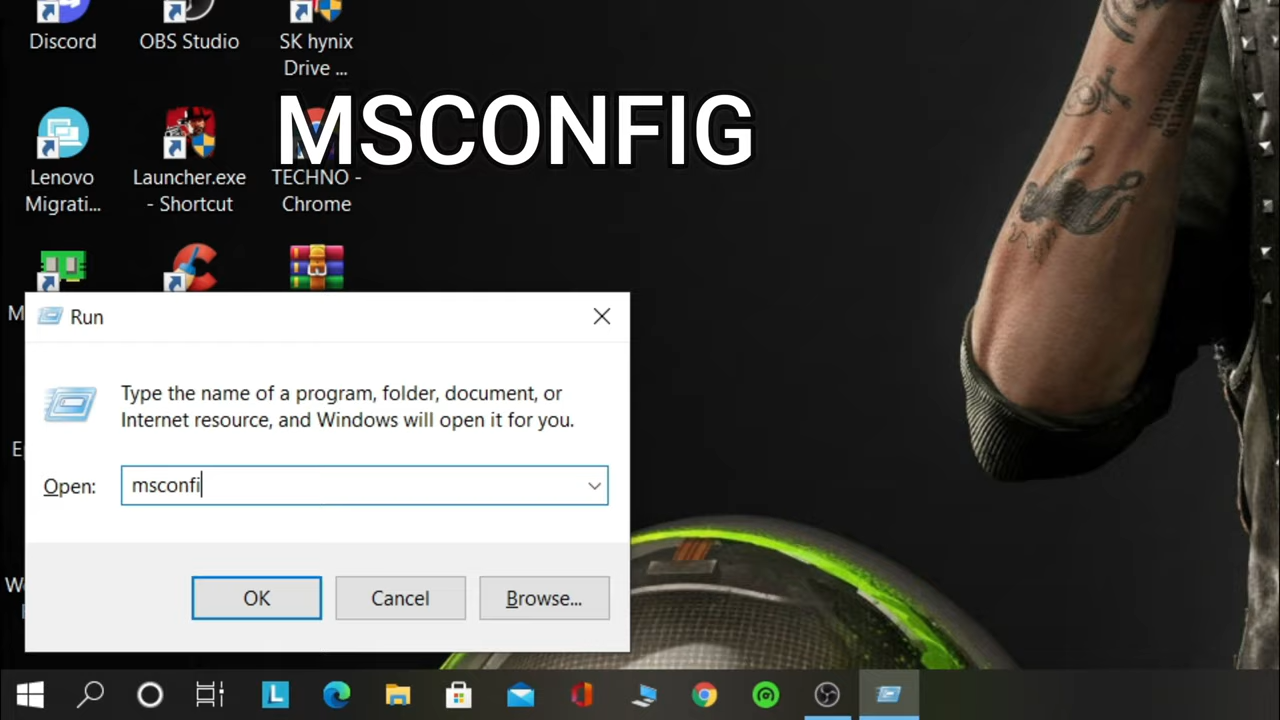 Discord
OBS Studio
SK hynix
Drive ...
MSCONFIG
Lenovo
Migrati...
Launcher.exe
- Shortcut
TECHNO -
Chrome
M
Run
Type the name of a program, folder, document, or
Internet resource, and Windows will open it for you.
E
Open:
msconfi
W
OK
Cancel
Browse...
L